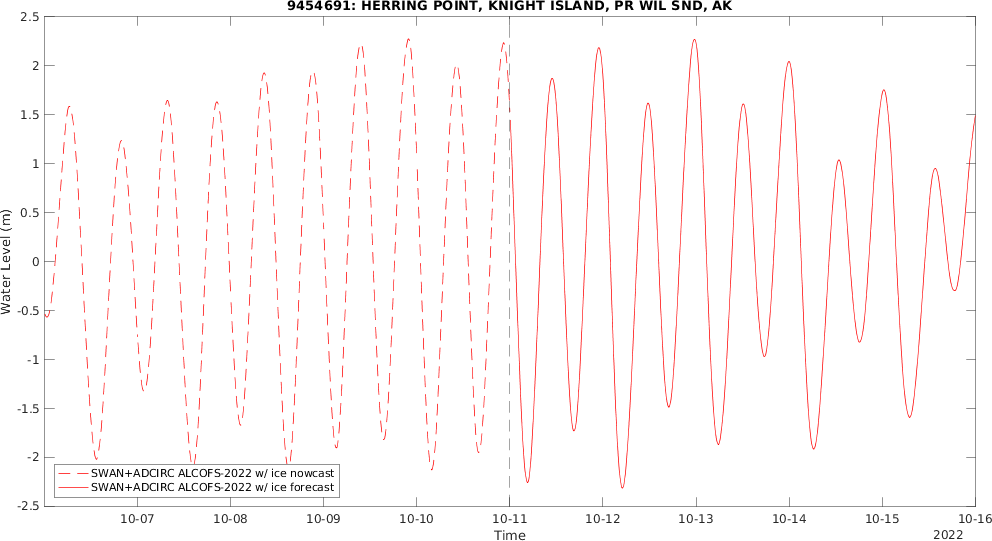 9454691: HERRING POINT, KNIGHT ISLAND, PR WIL SND, AK
2.5
2
1.5
1
0.5
0
-0.5
-1
-1.5
-2
-2.5
Water Level (m)
SWAN+ADCIRC ALCOFS-2022 w/ ice nowcast
SWAN+ADCIRC ALCOFS-2022 w/ ice forecast
10-07 10-08 10-09 10-10 10-11 10-12 10-13 10-14 10-15 10-16
Time
2022